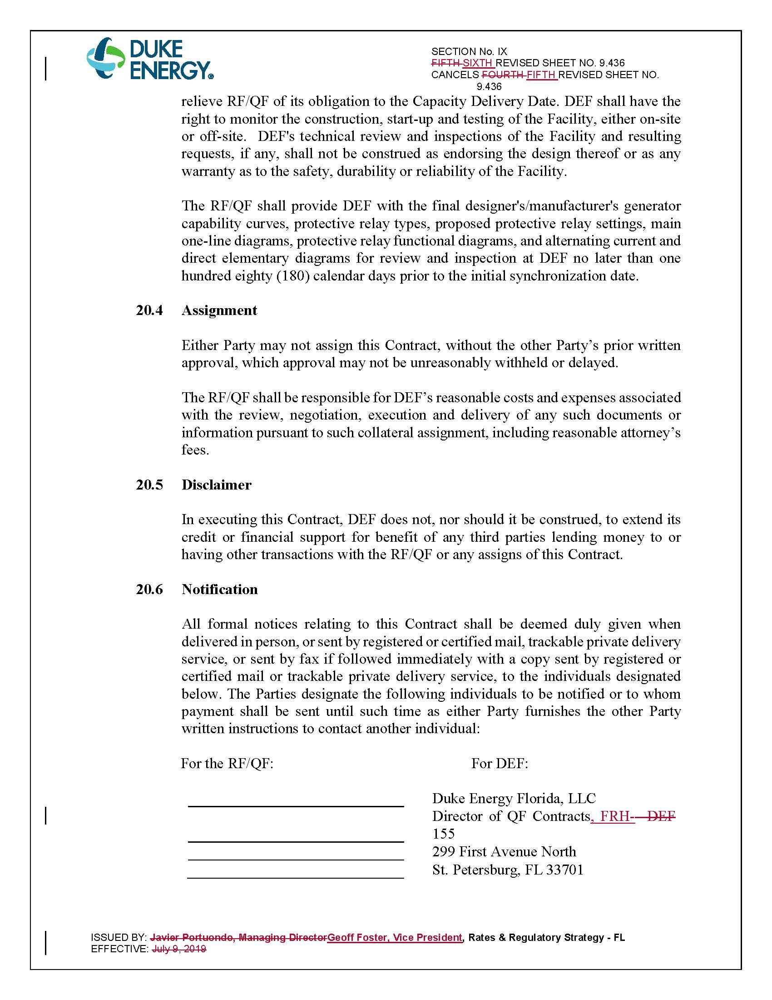 DUKE
ENERGY®
SECTION No. IX
FIFTH SIXTH REVISED SHEET NO. 9.436
CANCELS FOURTH FIFTH REVISED SHEET NO.
9.436
relieve RF/QF of its obligation to the Capacity Delivery Date. DEF shall have the
right to monitor the construction, start-up and testing of the Facility, either on-site
or off-site. DEF's technical review and inspections of the Facility and resulting
requests, if any, shall not be construed as endorsing the design thereof or as any
warranty as to the safety, durability or reliability of the Facility.
The RF/QF shall provide DEF with the final designer's/manufacturer's generator
capability curves, protective relay types, proposed protective relay settings, main
one-line diagrams, protective relay functional diagrams, and alternating current and
direct elementary diagrams for review and inspection at DEF no later than one
hundred eighty (180) calendar days prior to the initial synchronization date.
20.4 Assignment
Either Party may not assign this Contract, without the other Party’s prior written
approval, which approval may not be unreasonably withheld or delayed.
The RF/QF shall be responsible for DEF’s reasonable costs and expenses associated
with the review, negotiation, execution and delivery of any such documents or
information pursuant to such collateral assignment, including reasonable attorney’s
fees.
20.5 Disclaimer
In executing this Contract, DEF does not, nor should it be construed, to extend its
credit or financial support for benefit of any third parties lending money to or
having other transactions with the RF/QF or any assigns of this Contract.
20.6 Notification
All formal notices relating to this Contract shall be deemed duly given when
delivered in person, or sent by registered or certified mail, trackable private delivery
service, or sent by fax if followed immediately with a copy sent by registered or
certified mail or trackable private delivery service, to the individuals designated
below. The Parties designate the following individuals to be notified or to whom
payment shall be sent until such time as either Party furnishes the other Party
written instructions to contact another individual:
For the RF/QF: For DEF:
Duke Energy Florida, LLC
Director of QF Contracts, FRH- DEF
155
299 First Avenue North
St. Petersburg, FL 33701
ISSUED BY: Javier Portuondo, Managing DirectorGeoff Foster, Vice President, Rates & Regulatory Strategy - FL
EFFECTIVE: July 9, 2019